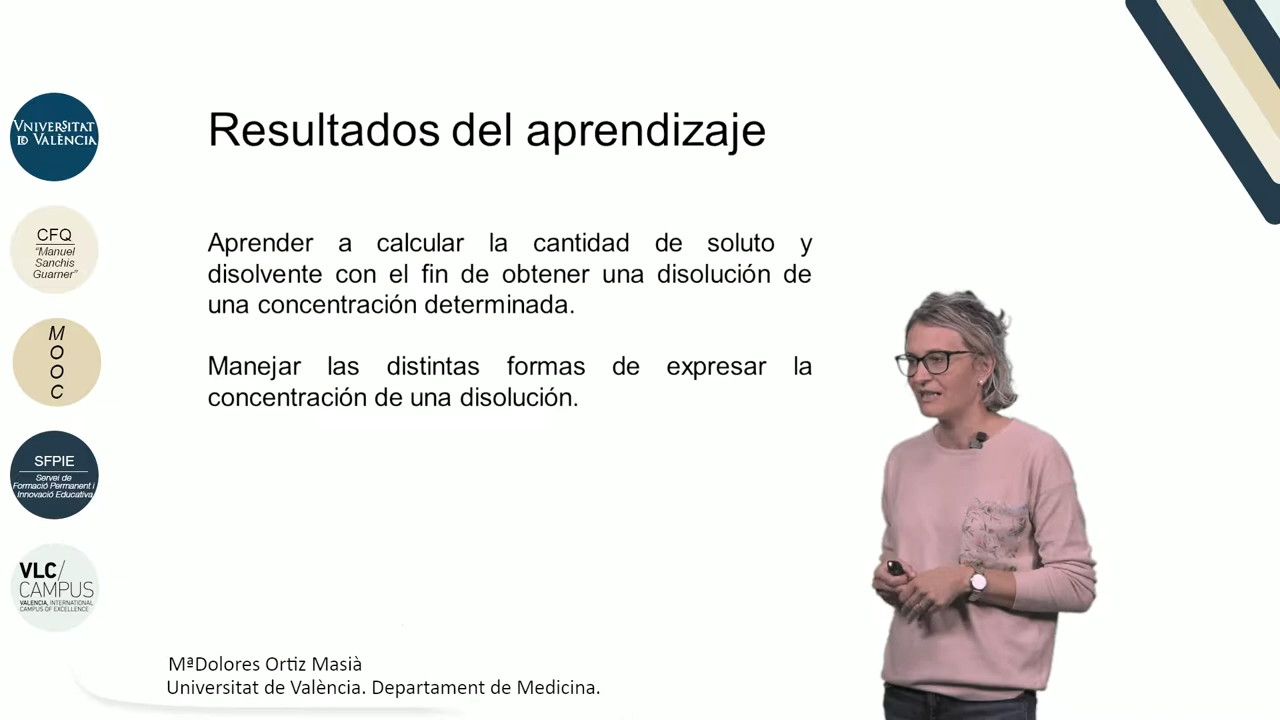 VNIVERSITAT
DE VALÈNCIA
CFQ
"Manuel
Sanchis
Guarner"
M
O
O
C
SFPIE
Servei de
Formació Permanent i
Innovació Educativa
VLC/
CAMPUS
VALENCIA, INTERNATIONAL
CAMPUS OF EXCELLENCE
Resultados del aprendizaje
Aprender a calcular la cantidad de soluto y
disolvente con el fin de obtener una disolución de
una concentración determinada.
Manejar las distintas formas de expresar la
concentración de una disolución.
MªDolores Ortiz Masià
Universitat de València. Departament de Medicina.